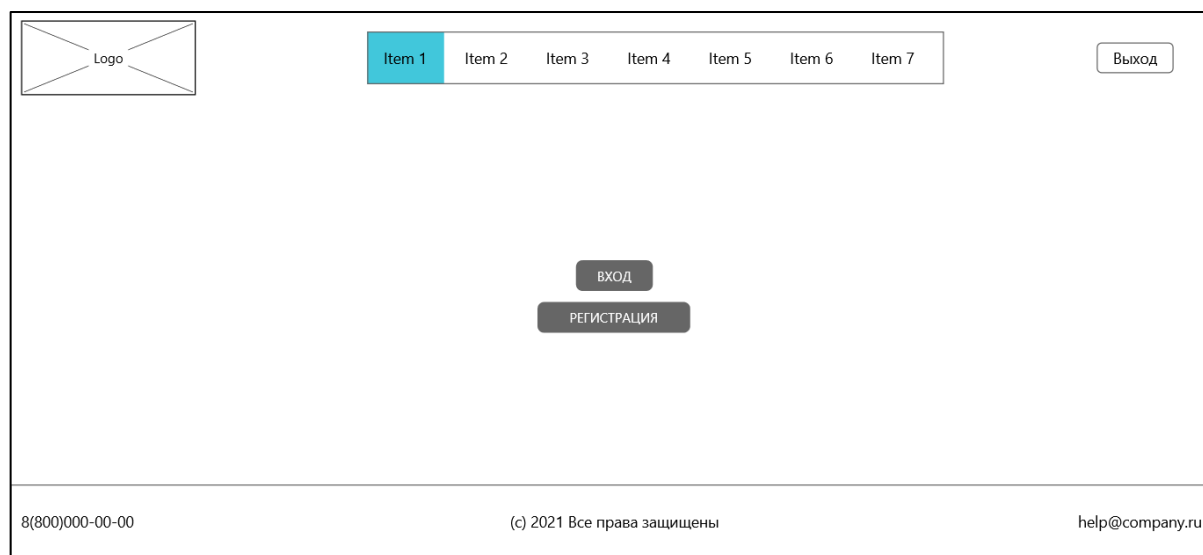 Logo
Item 1 Item 2 Item 3 Item 4 Item 5 Item 6 Item 7
Выход
ВХОД
РЕГИСТРАЦИЯ
8(800)000-00-00
(c) 2021 Все права защищены
help@company.ru